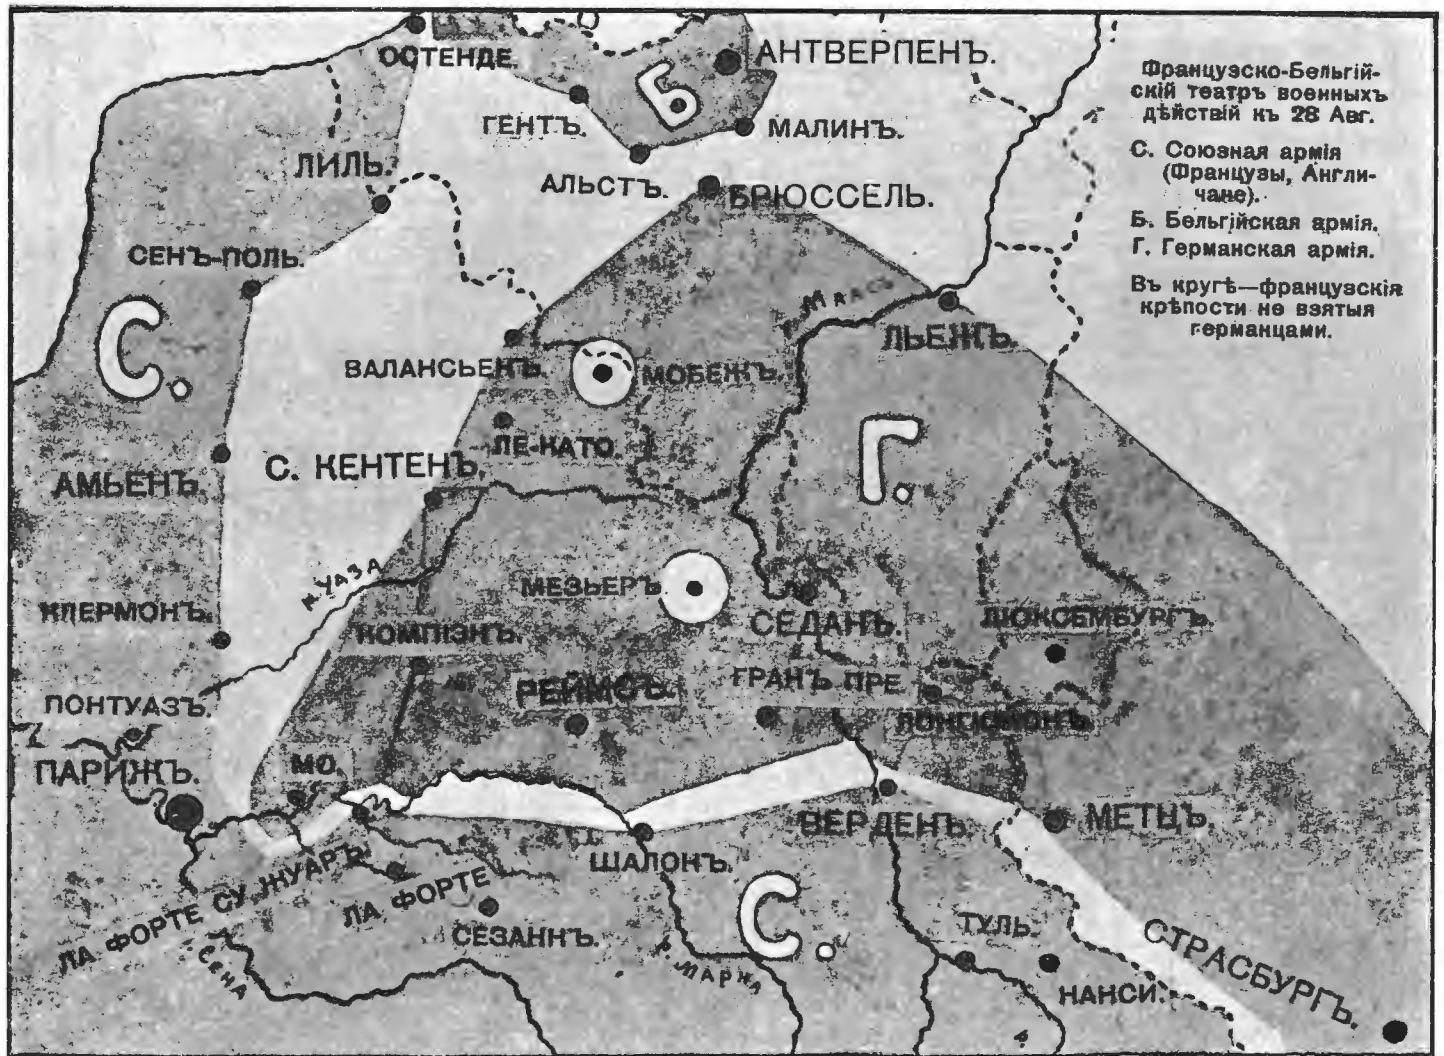 ОСТЕНДЕ.
АНТВЕРПЕНЪ.
Б
ГЕНТЪ.
МАЛИНЪ.
ЛИЛЬ.
АЛЬСТЪ.
БРЮССЕЛЬ.
СЕНЪ-ПОЛЬ.
Французско-Бельгій-
скій театръ военныхъ
дѣйствій къ 28 Авг.
С. Союзная армія
(Французы, Англи-
чане).
Б. Бельгійская армія.
Г. Германская армія.
Въ кругѣ—французскія
крѣпости не взятыя
германцами.
С.
Маасъ
ЛЬЕЖЪ.
ВАЛАНСЬЕНЪ.
МОБЕЖЪ.
ЛЕ-КАТО.
Г.
АМЬЕНЪ.
С. КЕНТЕНЪ.
УАЗА
МЕЗЬЕРЪ
КЛЕРМОНЪ.
КОМПІЭНЪ.
СЕДАНЪ.
ЛЮКСЕМБУРГЪ.
ПОНТУАЗЪ.
РЕЙМСЪ.
ГРАНЪ ПРЕ
ПАРИЖЪ.
МО.
ВЕРДЕНЪ.
МЕТЦЪ.
ЛА ФОРТЕ СУ ЖУАРЪ.
ЛА ФОРТЕ
ШАЛОНЪ.
С.
СЕЗАННЪ.
СЕНА
МАРНА
ТУЛЬ.
НАНСИ.
СТРАСБУРГЪ.